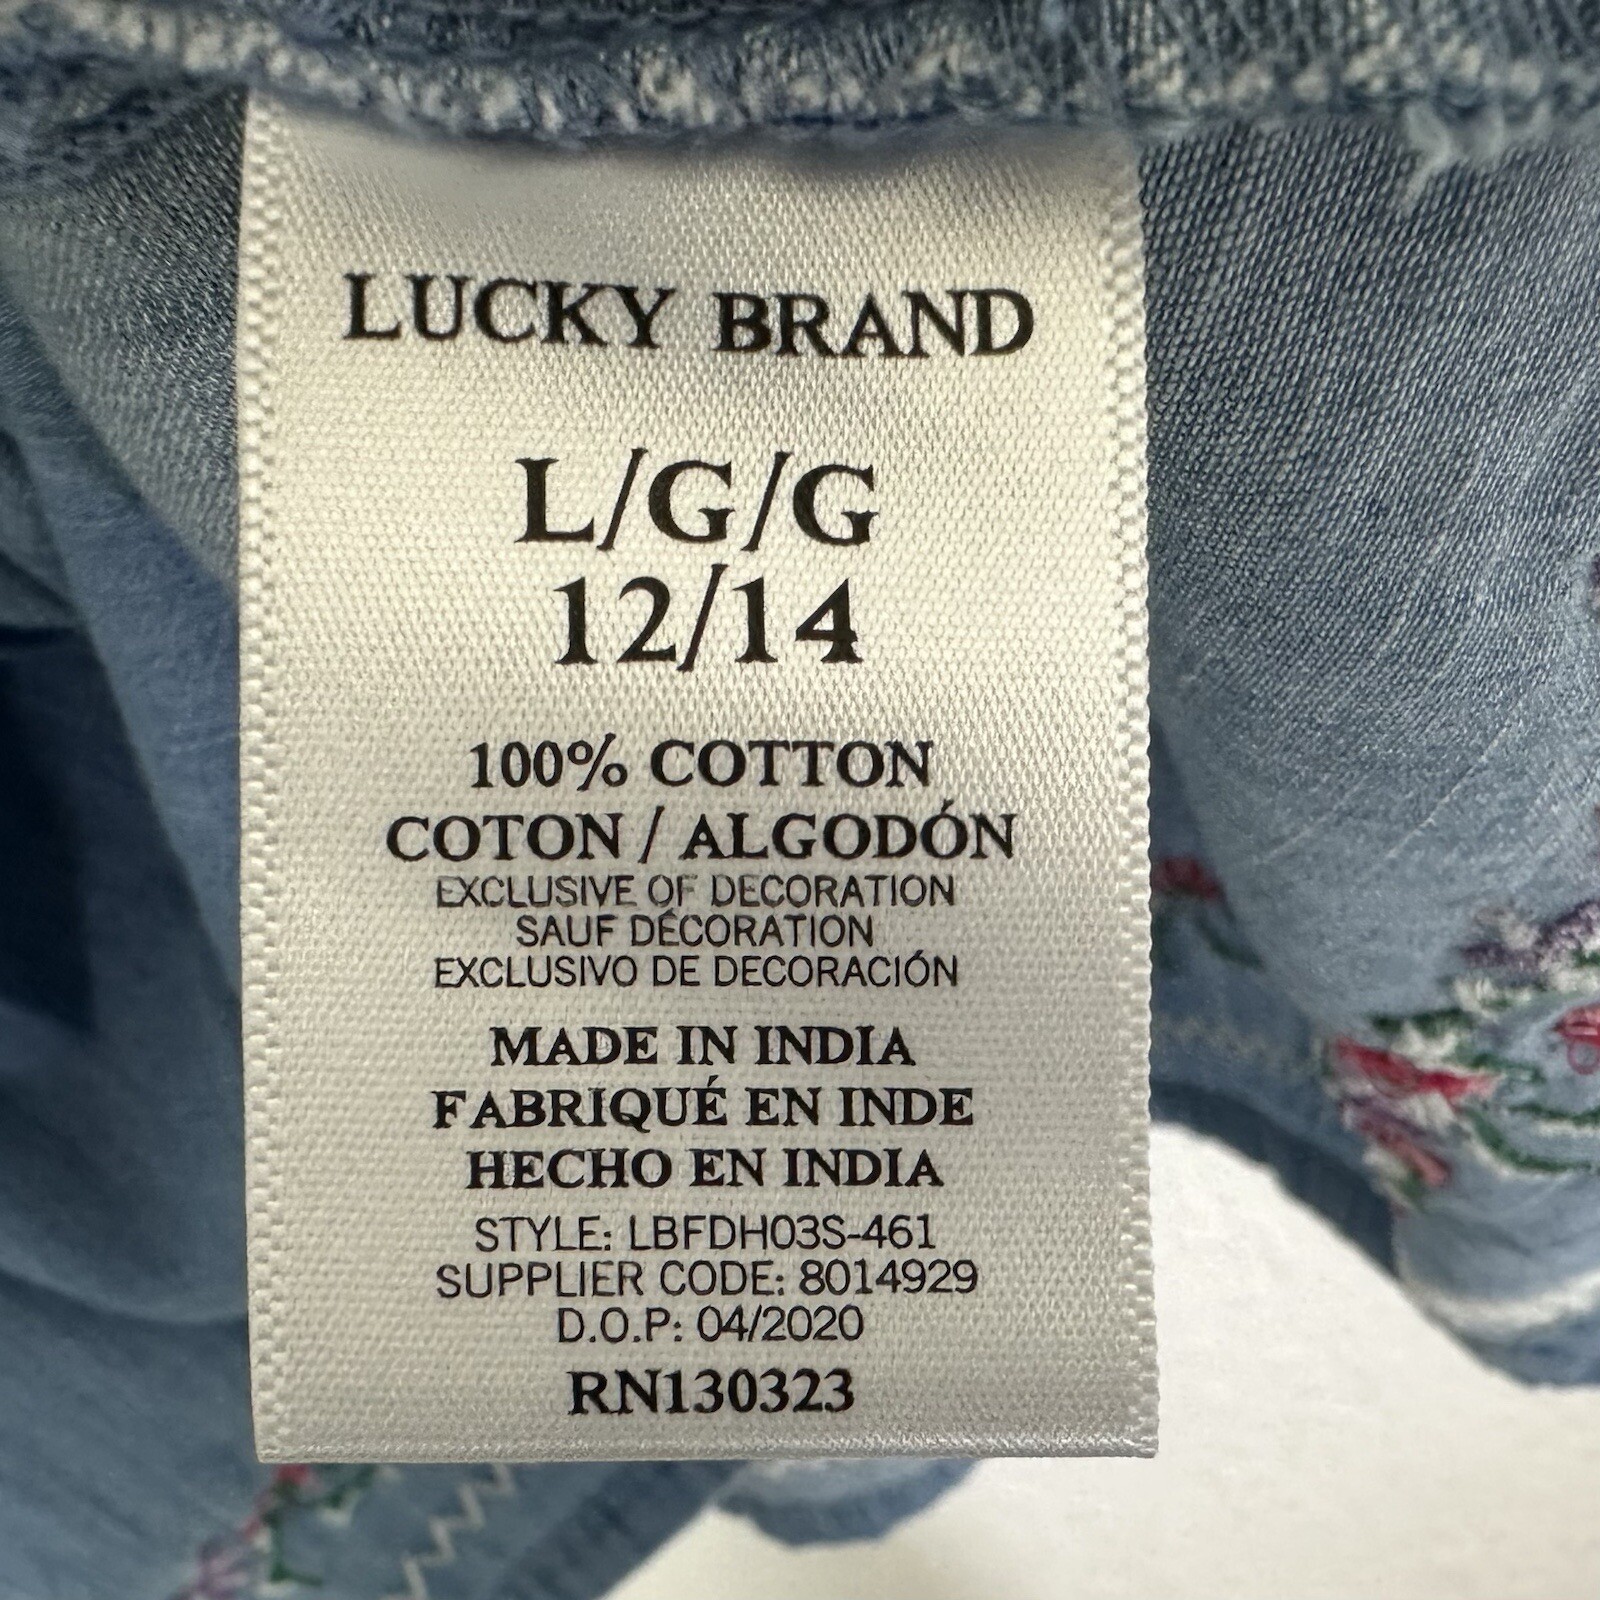 LUCKY BRAND
L/G/G
12/14
100% COTTON
COTON / ALGODÓN
EXCLUSIVE OF DECORATION
SAUF DÉCORATION
EXCLUSIVO DE DECORACIÓN
MADE IN INDIA
FABRIQUÉ EN INDE
HECHO EN INDIA
STYLE: LBFDH03S-461
SUPPLIER CODE: 8014929
D.O.P: 04/2020
RN130323